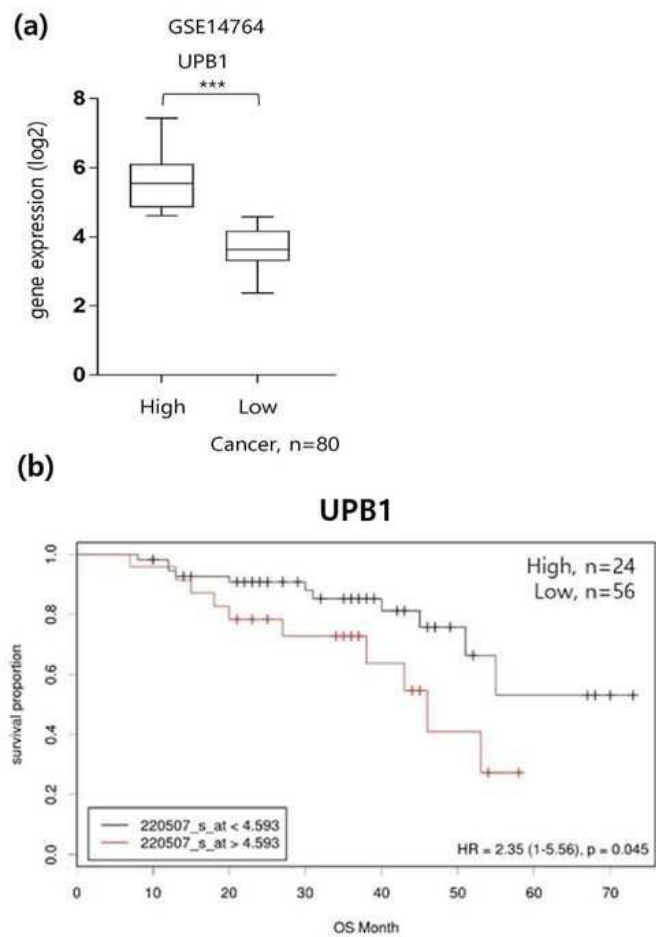 (a)
GSE14764
UPB1
***
gene expression (log2)
8
6
4
2
0
High Low
Cancer, n=80
(b)
UPB1
High, n=24
Low, n=56
survival proportion
1.0
0.8
0.6
0.4
0.2
0.0
220507_s_at < 4.593
220507_s_at > 4.593
HR = 2.35 (1-5.56), p = 0.045
0 10 20 30 40 50 60 70
OS Month